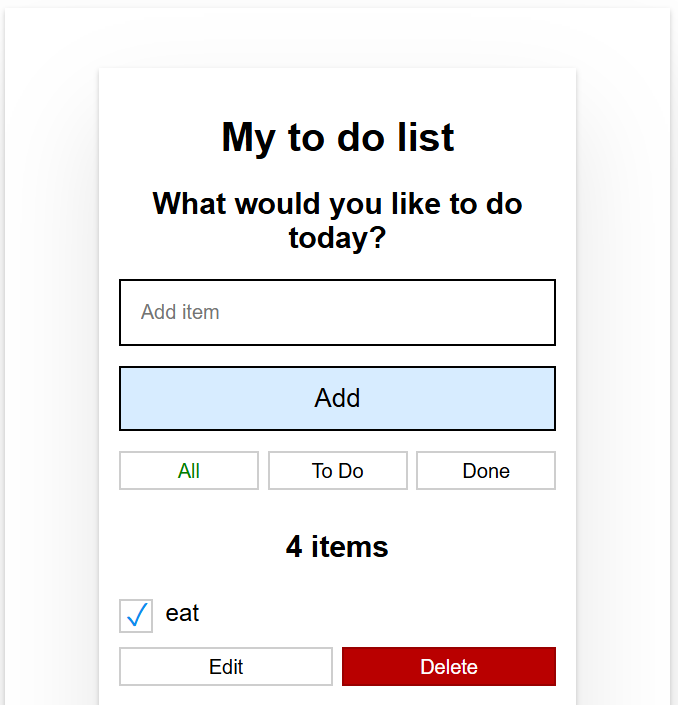 My to do list
What would you like to do
today?
Add item
Add
All To Do Done
4 items
eat
Edit Delete